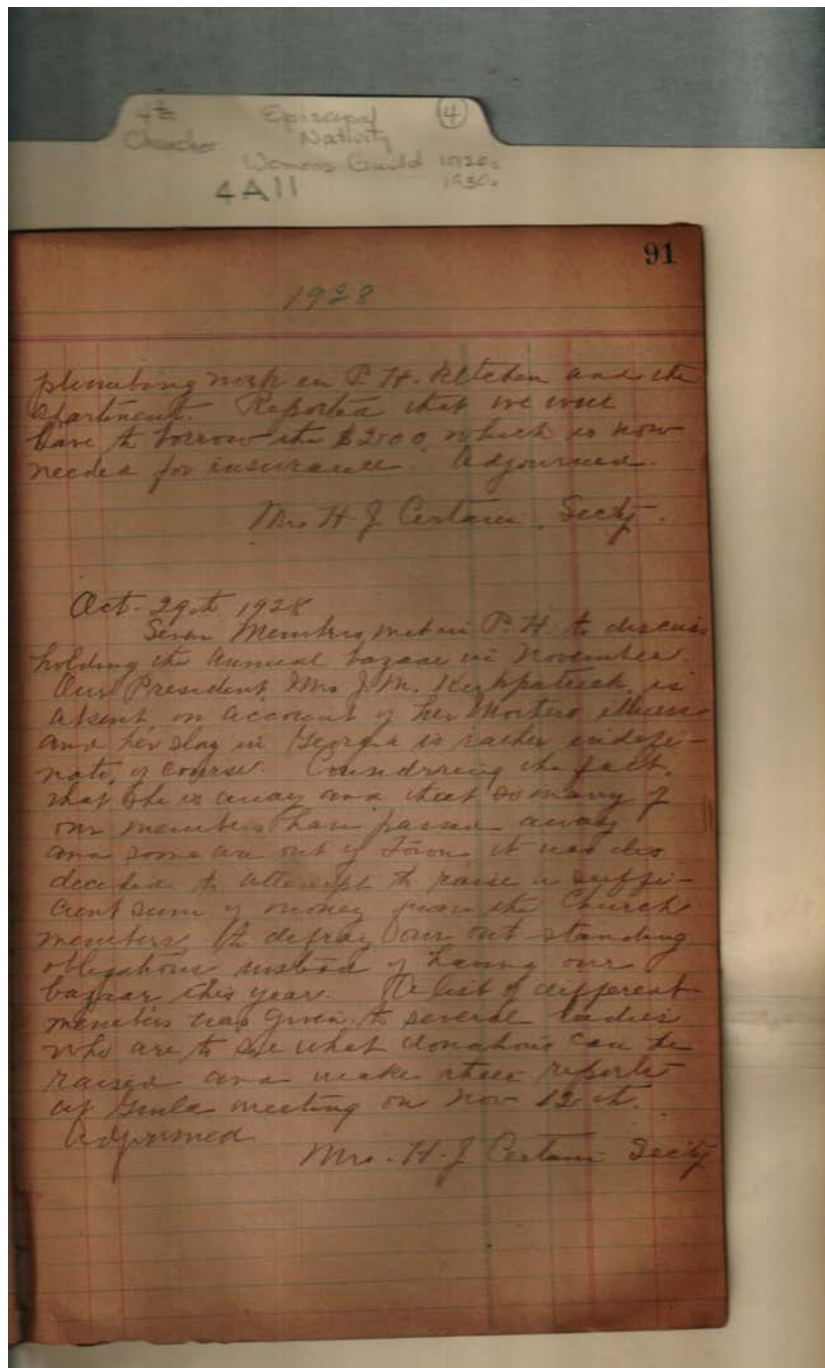 4th Episcopal 4
Churches Nativity
Womens Guild 1920s
4A11 1930s
91
1928
plumbing work in P. H. Kitchen and the
apartment. Reported that we will
have to borrow the $200 which is now
needed for insurance. Adjourned.
Mrs H. J. Certain, Secty.
Oct- 29th 1928
Seven Members met in P. H. to discuss
holding the annual bazaar in November.
Our President Mrs J. M. Kirkpatrick, is
absent on account of her Mothers illness
and her stay in Georgia is rather indefi-
nate, of course. Considering the fact,
that she is away and that so many of
our members have passed away
and some are out of Town, it was
decided to attempt to raise a suffi-
cient sum of money from the Church
members, to defray our out-standing
obligations instead of having our
bazaar this year. A list of different
members was given to several ladies
who are to see what donations can be
raised and make their reports
at Guild meeting on Nov 12th.
Adjourned.
Mrs. H. J. Certain Secty